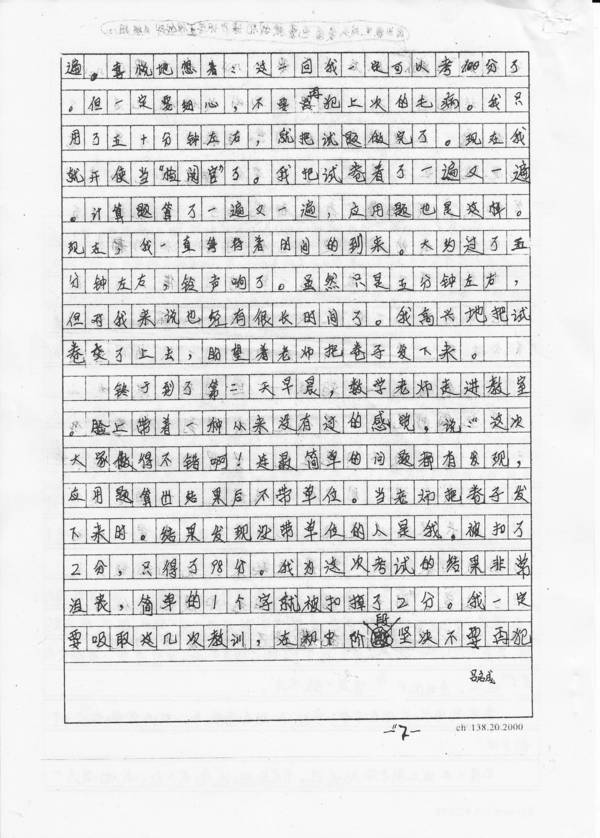 遍。喜悦地想着：这一回我一定可以考100分了
。但一定要细心，不要再犯上次的毛病。我只
用了五十分钟左右，就把试题做完了。现在我
就开使当“检阅官”了。我把试卷看了一遍又一遍
。计算题算了一遍又一遍，应用题也是这样。
现在，我一直等待着时间的到来。大约过了五
分钟左右，铃声响了。虽然只是五分钟左右，
但对我来说也经有很长时间了。我高兴地把试
卷交了上去，盼望着老师把卷子发下来。
终于到了第二天早晨，数学老师走进教室
。脸上带着一种从来没有过的感觉。说：这次
大家做得不错啊！连最简单的问题都有发现，
应用题算出结果后不带单位。当老师把卷子发
下来时。结果发现没带单位的人是我。被扣了
2分，只得了98分。我为这次考试的结果非常
沮丧，简单的1个字就被扣掉了2分。我一定
要吸取这几次教训，在初中阶段坚决不要再犯
-7-
ch 138.20.2000